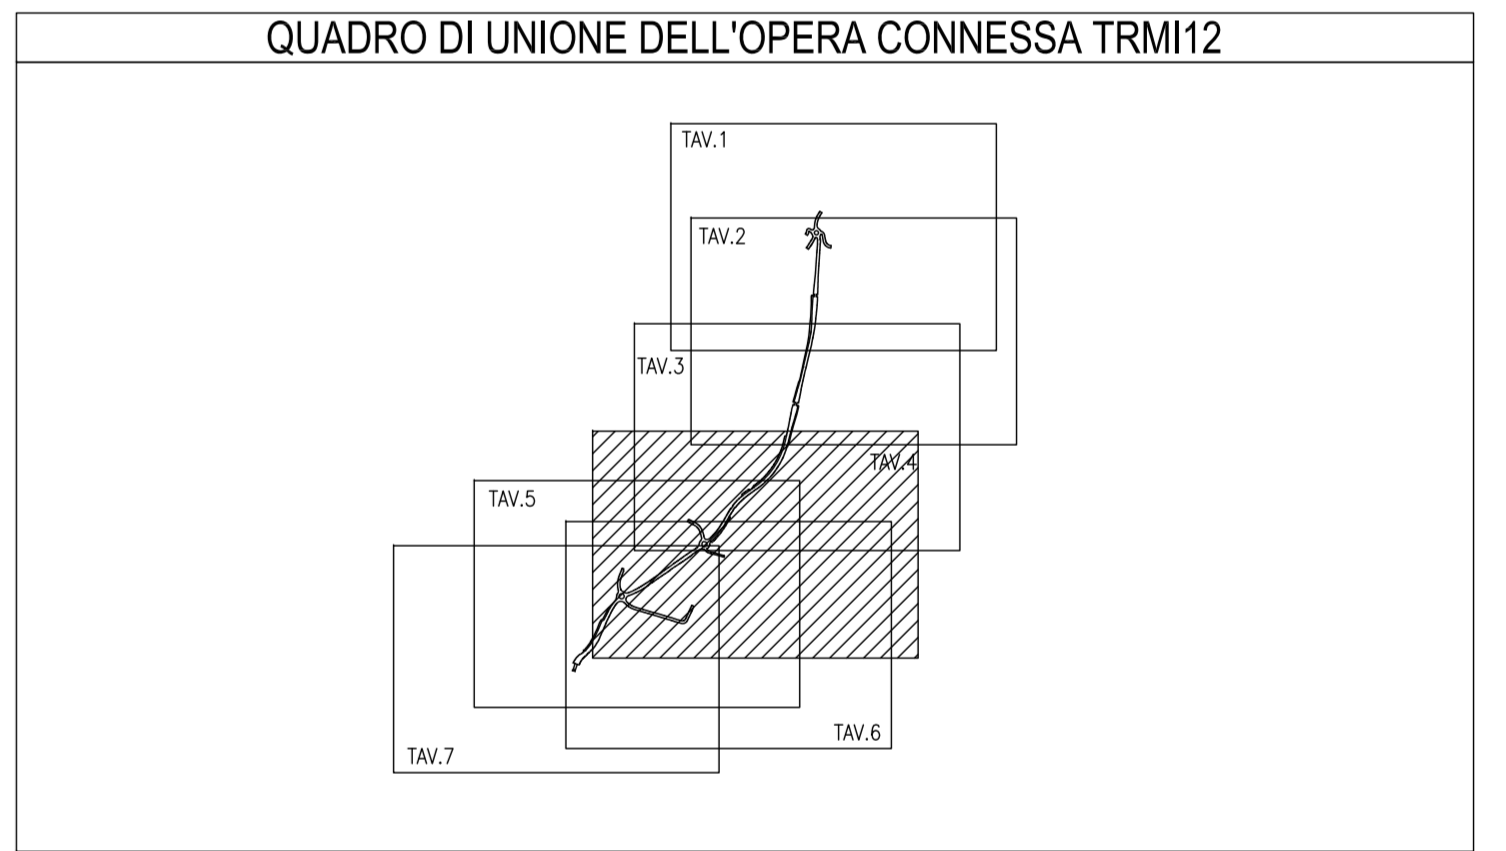 QUADRO DI UNIONE DELL'OPERA CONNESSA TRMI12
TAV.1
TAV.2
TAV.3
TAV.4
TAV.5
TAV.6
TAV.7